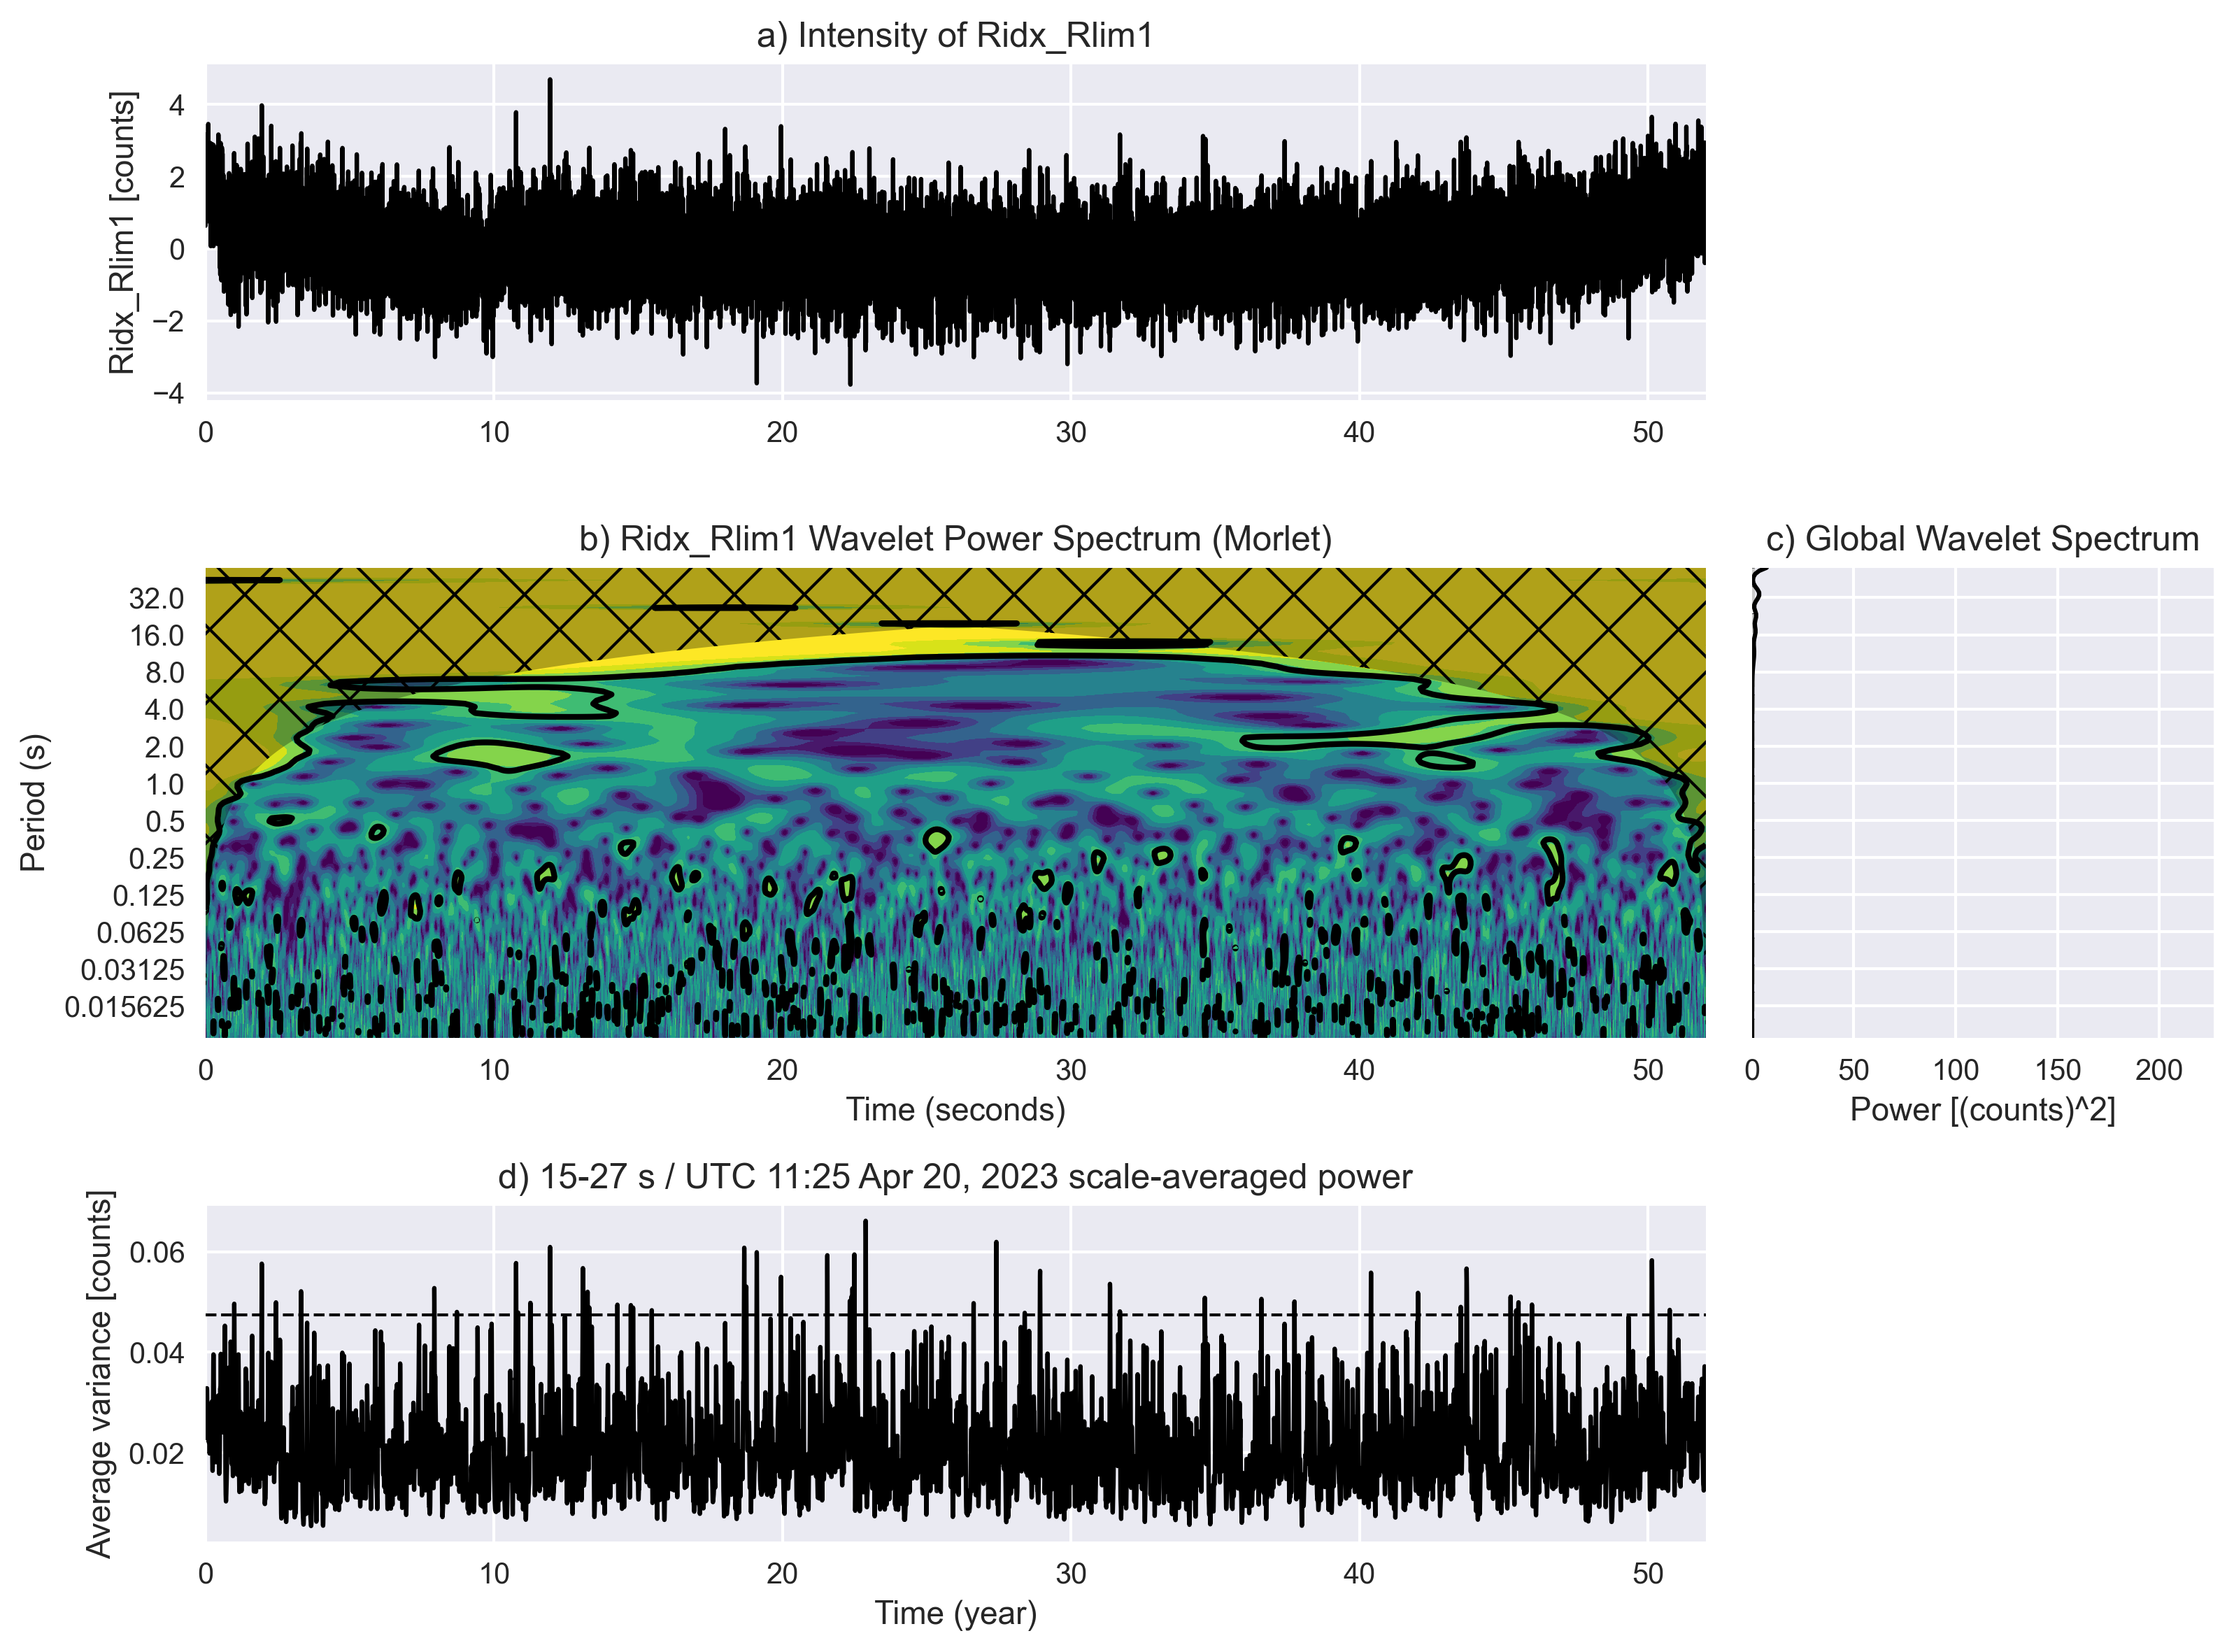 a) Intensity of Ridx_Rlim1
Ridx_Rlim1 [counts]
4
2
0
−2
−4
0 10 20 30 40 50
b) Ridx_Rlim1 Wavelet Power Spectrum (Morlet)
Period (s)
32.0
16.0
8.0
4.0
2.0
1.0
0.5
0.25
0.125
0.0625
0.03125
0.015625
0 10 20 30 40 50
Time (seconds)
c) Global Wavelet Spectrum
0 50 100 150 200
Power [(counts)^2]
d) 15-27 s / UTC 11:25 Apr 20, 2023 scale-averaged power
Average variance [counts]
0.06
0.04
0.02
0 10 20 30 40 50
Time (year)